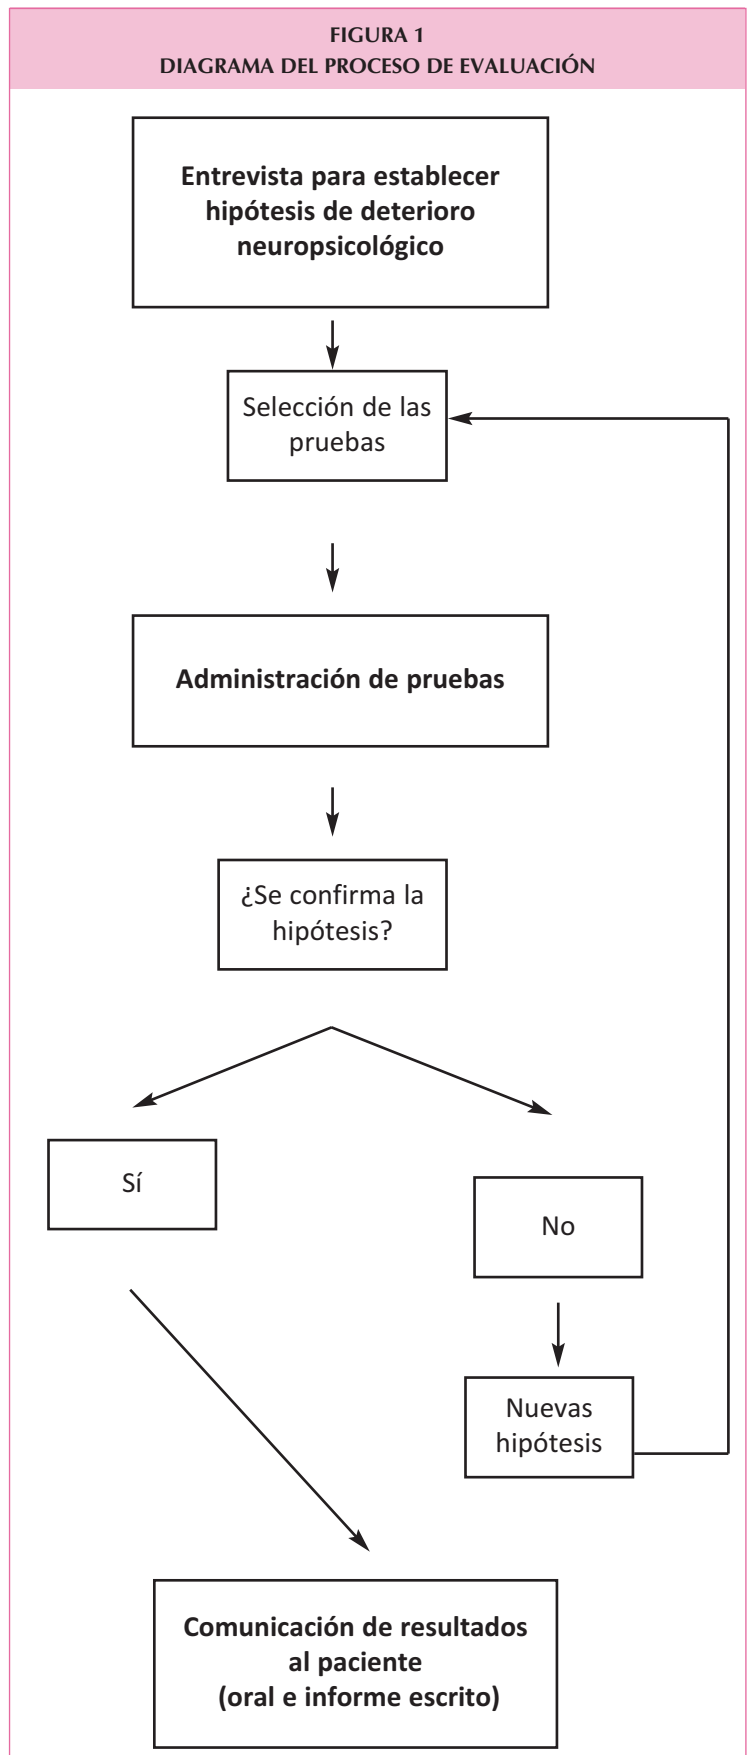 FIGURA 1
DIAGRAMA DEL PROCESO DE EVALUACIÓN
Entrevista para establecer
hipótesis de deterioro
neuropsicológico
Selección de las
pruebas
Administración de pruebas
¿Se confirma la
hipótesis?
Sí
No
Nuevas
hipótesis
Comunicación de resultados
al paciente
(oral e informe escrito)